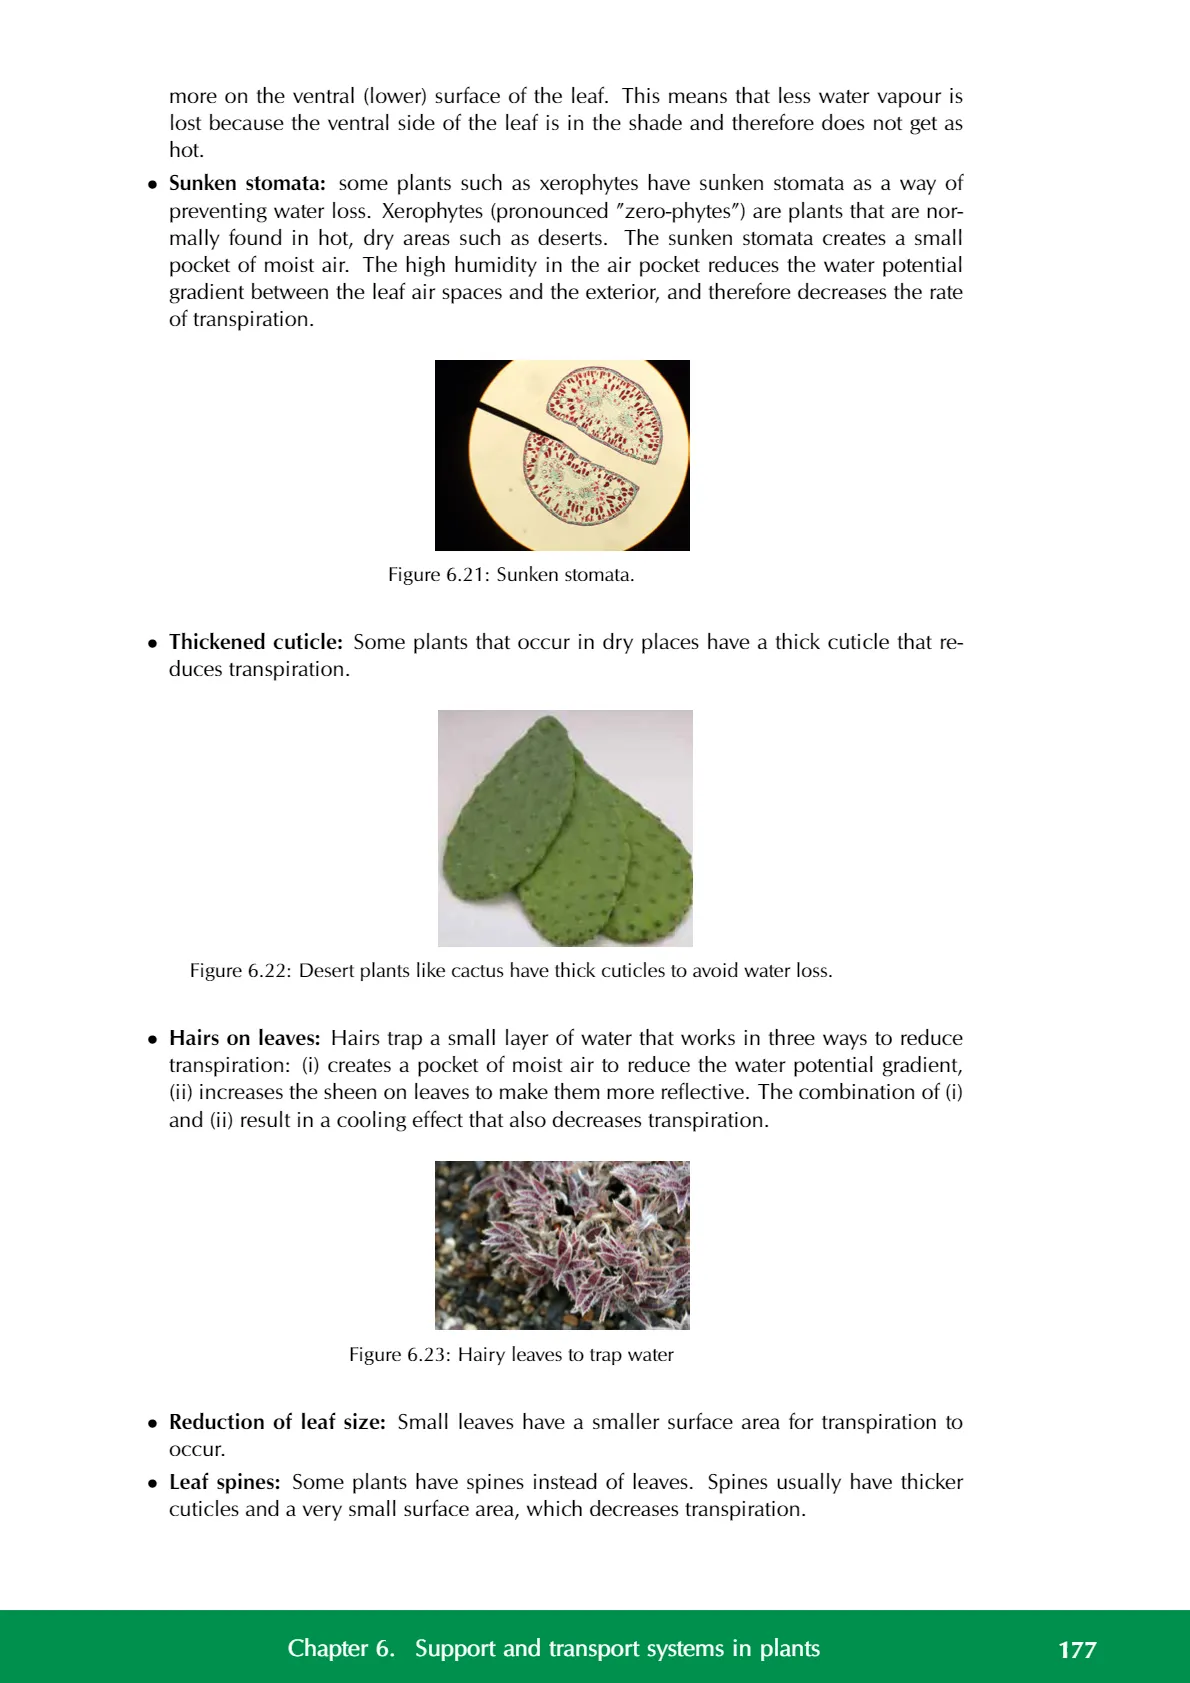 more on the ventral (lower) surface of the leaf. This means that less water vapour is
lost because the ventral side of the leaf is in the shade and therefore does not get as
hot.
• Sunken stomata: some plants such as xerophytes have sunken stomata as a way of
preventing water loss. Xerophytes (pronounced ”zero-phytes”) are plants that are nor-
mally found in hot, dry areas such as deserts. The sunken stomata creates a small
pocket of moist air. The high humidity in the air pocket reduces the water potential
gradient between the leaf air spaces and the exterior, and therefore decreases the rate
of transpiration.
Figure 6.21: Sunken stomata.
• Thickened cuticle: Some plants that occur in dry places have a thick cuticle that re-
duces transpiration.
Figure 6.22: Desert plants like cactus have thick cuticles to avoid water loss.
• Hairs on leaves: Hairs trap a small layer of water that works in three ways to reduce
transpiration: (i) creates a pocket of moist air to reduce the water potential gradient,
(ii) increases the sheen on leaves to make them more reflective. The combination of (i)
and (ii) result in a cooling effect that also decreases transpiration.
Figure 6.23: Hairy leaves to trap water
• Reduction of leaf size: Small leaves have a smaller surface area for transpiration to
occur.
• Leaf spines: Some plants have spines instead of leaves. Spines usually have thicker
cuticles and a very small surface area, which decreases transpiration.
Chapter 6. Support and transport systems in plants 177